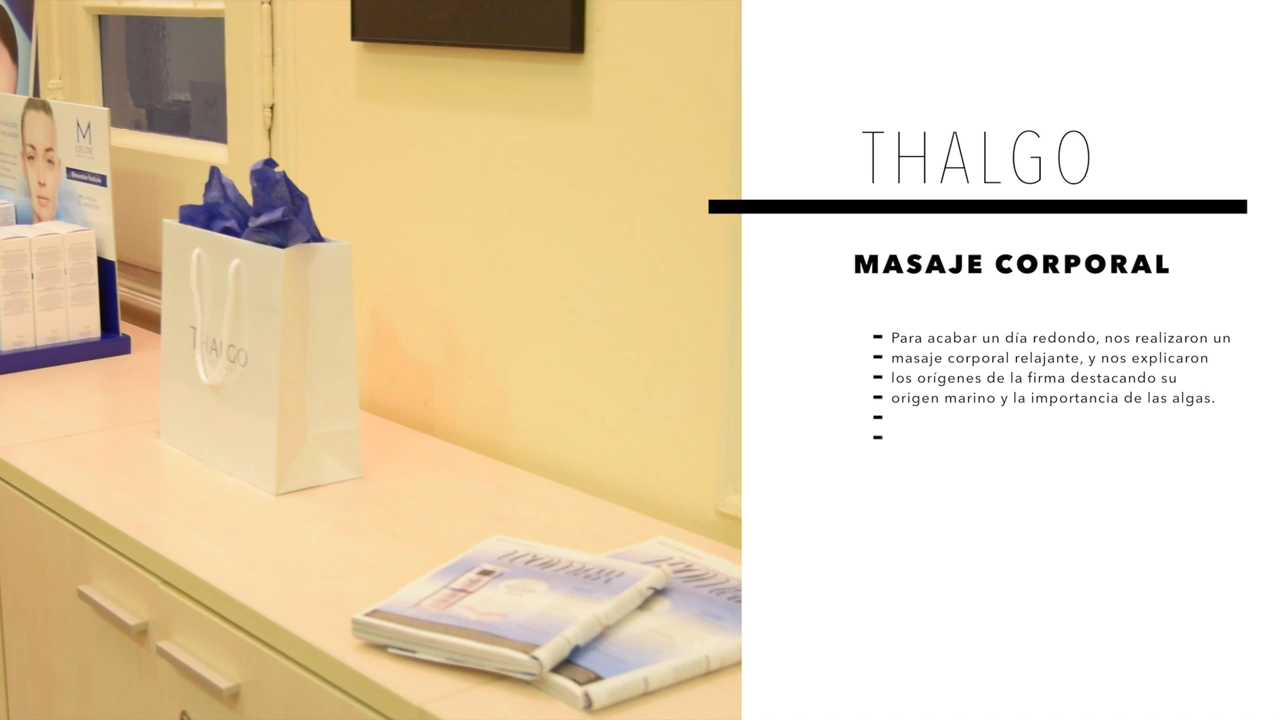 M
THALGO
woman
THALGO
MASAJE CORPORAL
- Para acabar un día redondo, nos realizaron un
- masaje corporal relajante, y nos explicaron
- los orígenes de la firma destacando su
- origen marino y la importancia de las algas.
-
-